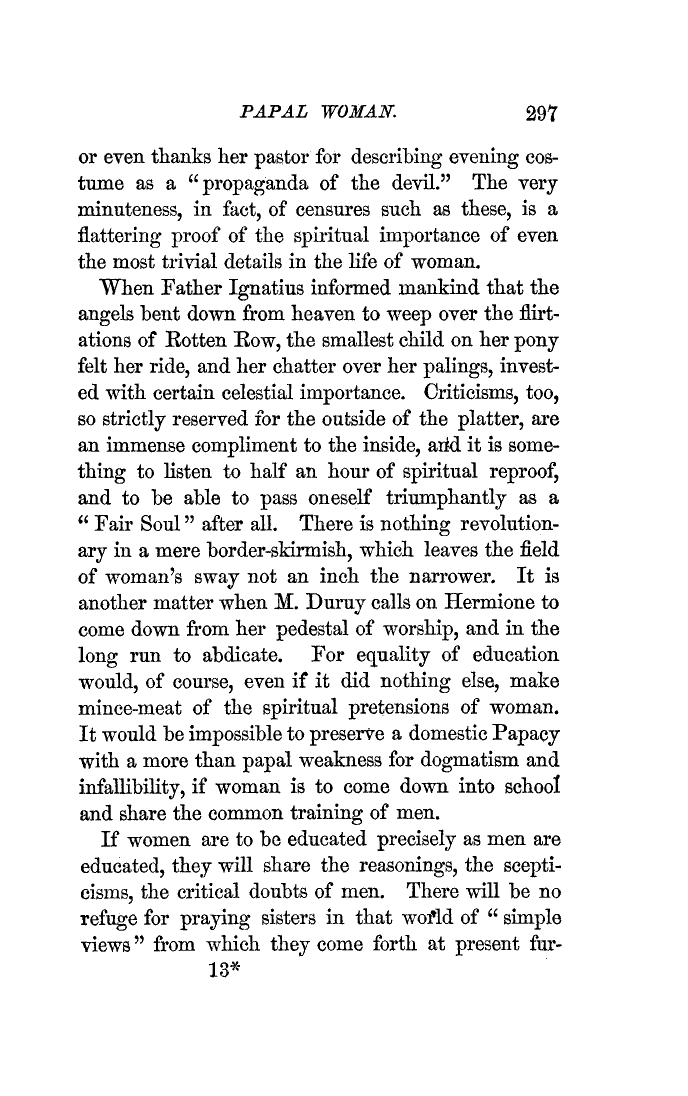 PAPAL WOMAN. 297
or even thanks her pastor for describing evening cos-
tume as a “propaganda of the devil.” The very
minuteness, in fact, of censures such as these, is a
flattering proof of the spiritual importance of even
the most trivial details in the life of woman.
When Father Ignatius informed mankind that the
angels bent down from heaven to weep over the flirt-
ations of Rotten Row, the smallest child on her pony
felt her ride, and her chatter over her palings, invest-
ed with certain celestial importance. Criticisms, too,
so strictly reserved for the outside of the platter, are
an immense compliment to the inside, and it is some-
thing to listen to half an hour of spiritual reproof,
and to be able to pass oneself triumphantly as a
“Fair Soul” after all. There is nothing revolution-
ary in a mere border-skirmish, which leaves the field
of woman's sway not an inch the narrower. It is
another matter when M. Duruy calls on Hermione to
come down from her pedestal of worship, and in the
long run to abdicate. For equality of education
would, of course, even if it did nothing else, make
mince-meat of the spiritual pretensions of woman.
It would be impossible to preserve a domestic Papacy
with a more than papal weakness for dogmatism and
infallibility, if woman is to come down into school
and share the common training of men.
If women are to be educated precisely as men are
educated, they will share the reasonings, the scepti-
cisms, the critical doubts of men. There will be no
refuge for praying sisters in that world of “simple
views” from which they come forth at present fur-
13*